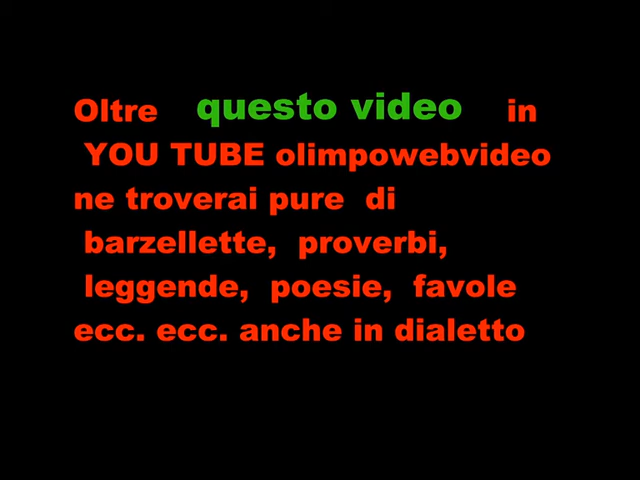 Oltre questo video in
YOU TUBE olimpowebvideo
ne troverai pure di
barzellette, proverbi,
leggende, poesie, favole
ecc. ecc. anche in dialetto